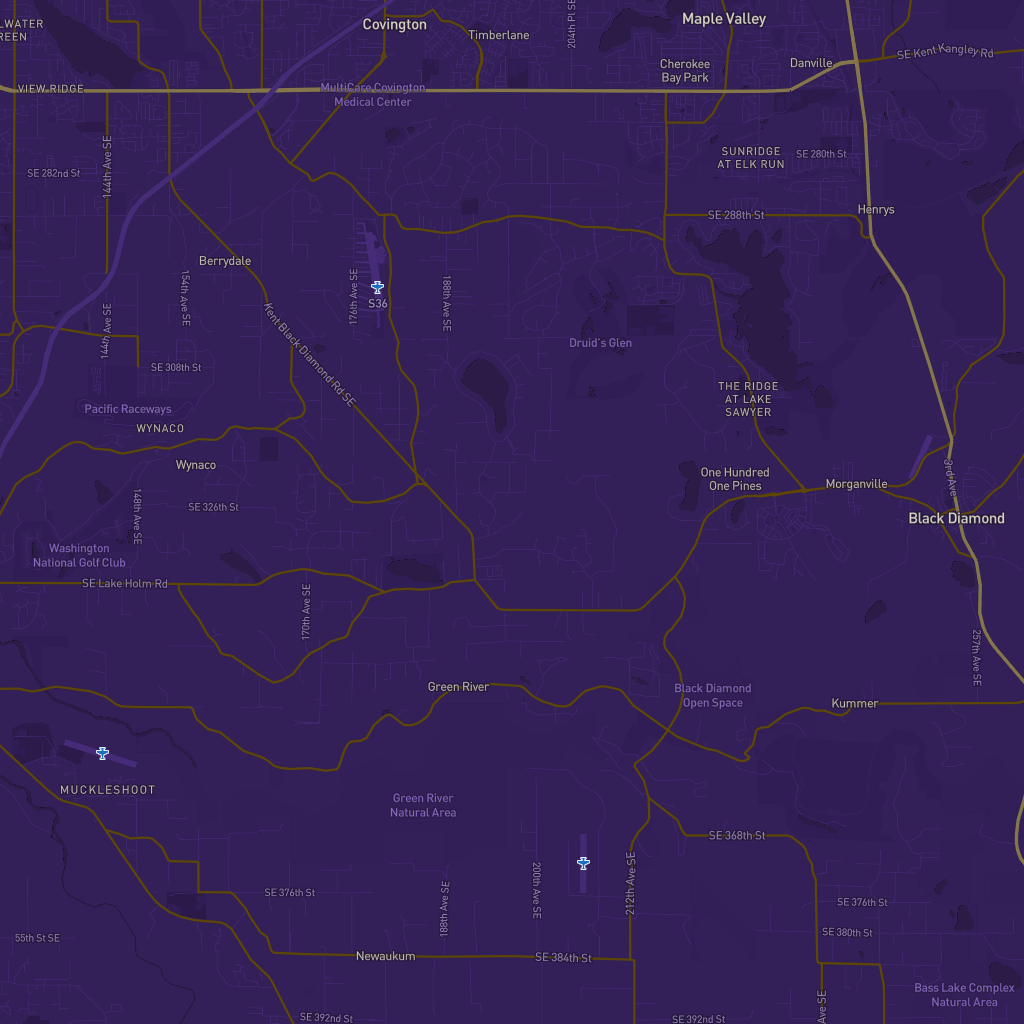 Covington
Maple Valley
204th Pl SE
LWATER
REEN
Timberlane
SE Kent Kangley Rd
Cherokee
Bay Park
Danville
VIEW RIDGE
MultiCare Covington
Medical Center
144th Ave SE
SUNRIDGE
AT ELK RUN
SE 280th St
SE 282nd St
Henrys
SE 288th St
Berrydale
154th Ave SE
176th Ave SE
188th Ave SE
S36
144th Ave SE
Kent Black Diamond Rd SE
Druid's Glen
SE 308th St
THE RIDGE
AT LAKE
SAWYER
Pacific Raceways
WYNACO
Wynaco
One Hundred
One Pines
Morganville
3rd Ave
148th Ave SE
SE 326th St
Black Diamond
Washington
National Golf Club
SE Lake Holm Rd
170th Ave SE
257th Ave SE
Green River
Black Diamond
Open Space
Kummer
MUCKLESHOOT
Green River
Natural Area
SE 368th St
200th Ave SE
212th Ave SE
188th Ave SE
SE 376th St
SE 376th St
SE 380th St
55th St SE
Newaukum
SE 384th St
Bass Lake Complex
Natural Area
Ave SE
SE 392nd St
SE 392nd St